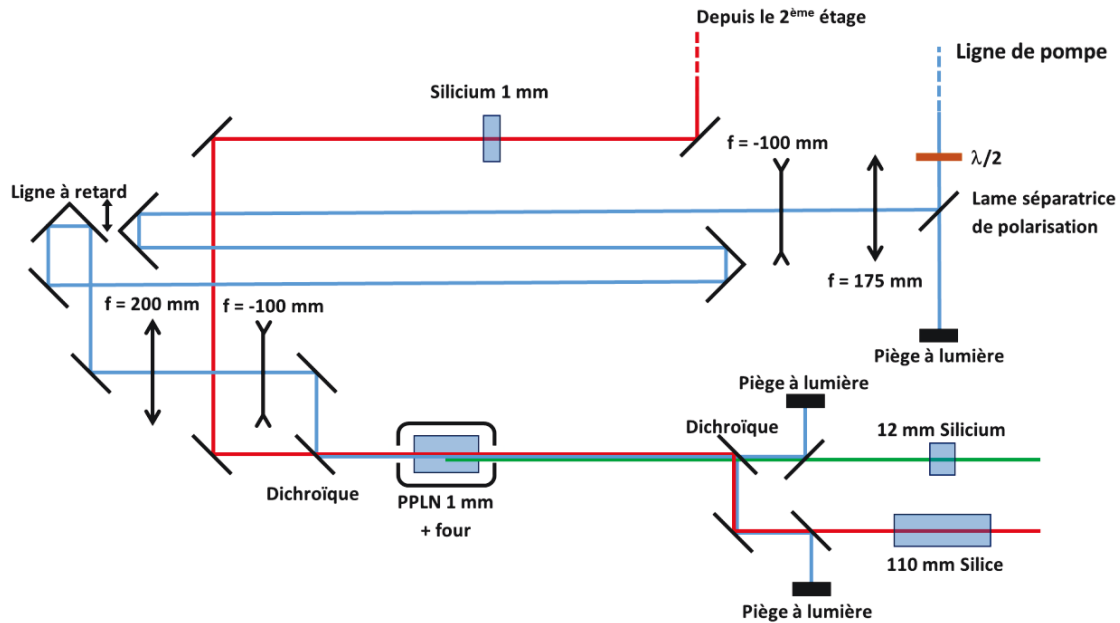 Depuis le 2ème étage
Ligne de pompe
Silicium 1 mm
f = -100 mm
λ/2
Ligne à retard
Lame séparatrice
de polarisation
f = 175 mm
f = 200 mm
f = -100 mm
Piège à lumière
Piège à lumière
Dichroïque
12 mm Silicium
Dichroïque
PPLN 1 mm
+ four
110 mm Silice
Piège à lumière